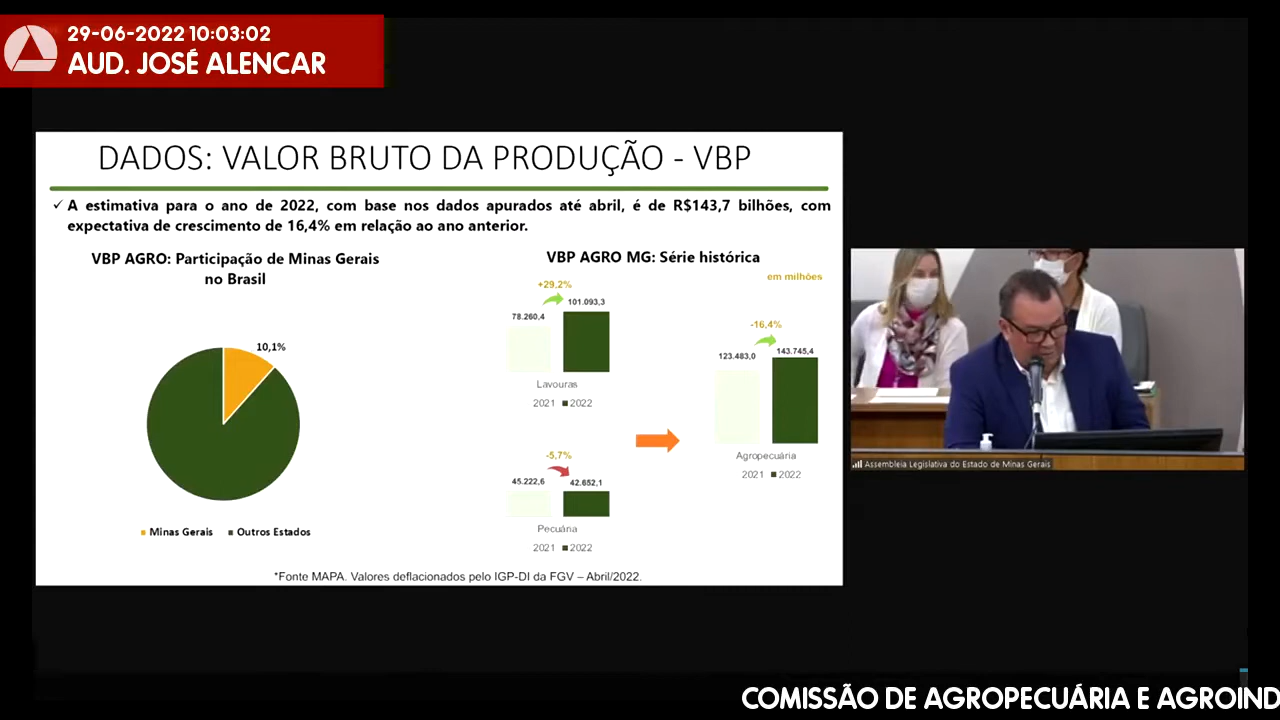 29-06-2022 10:03:02
AUD. JOSÉ ALENCAR
DADOS: VALOR BRUTO DA PRODUÇÃO - VBP
✓ A estimativa para o ano de 2022, com base nos dados apurados até abril, é de R$143,7 bilhões, com
expectativa de crescimento de 16,4% em relação ao ano anterior.
VBP AGRO: Participação de Minas Gerais
no Brasil
10,1%
Minas Gerais Outros Estados
VBP AGRO MG: Série histórica
em milhões
+29,2%
78.260,4 101.093,3
Lavouras
2021 2022
-5,7%
45.222,6 42.652,1
Pecuária
2021 2022
-16,4%
123.483,0 143.745,4
Agropecuária
2021 2022
*Fonte MAPA. Valores deflacionados pelo IGP-DI da FGV – Abril/2022.
Assembleia Legislativa do Estado de Minas Gerais
COMISSÃO DE AGROPECUÁRIA E AGROIND